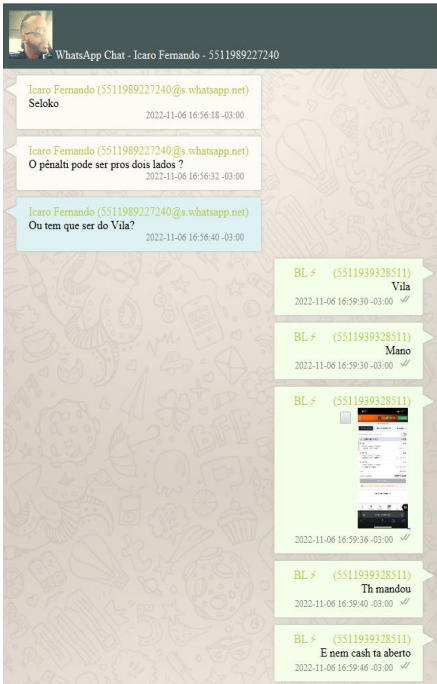 WhatsApp Chat - Icaro Fernando - 5511989227240
Icaro Fernando (5511989227240@s.whatsapp.net)
Seloko
2022-11-06 16:56:18 -03:00
Icaro Fernando (5511989227240@s.whatsapp.net)
O pênalti pode ser pros dois lados ?
2022-11-06 16:56:32 -03:00
Icaro Fernando (5511989227240@s.whatsapp.net)
Ou tem que ser do Vila?
2022-11-06 16:56:40 -03:00
BL ⚡ (5511939328511)
Vila
2022-11-06 16:59:30 -03:00
BL ⚡ (5511939328511)
Mano
2022-11-06 16:59:30 -03:00
BL ⚡ (5511939328511)
2022-11-06 16:59:36 -03:00
BL ⚡ (5511939328511)
Th mandou
2022-11-06 16:59:40 -03:00
BL ⚡ (5511939328511)
E nem cash ta aberto
2022-11-06 16:59:46 -03:00